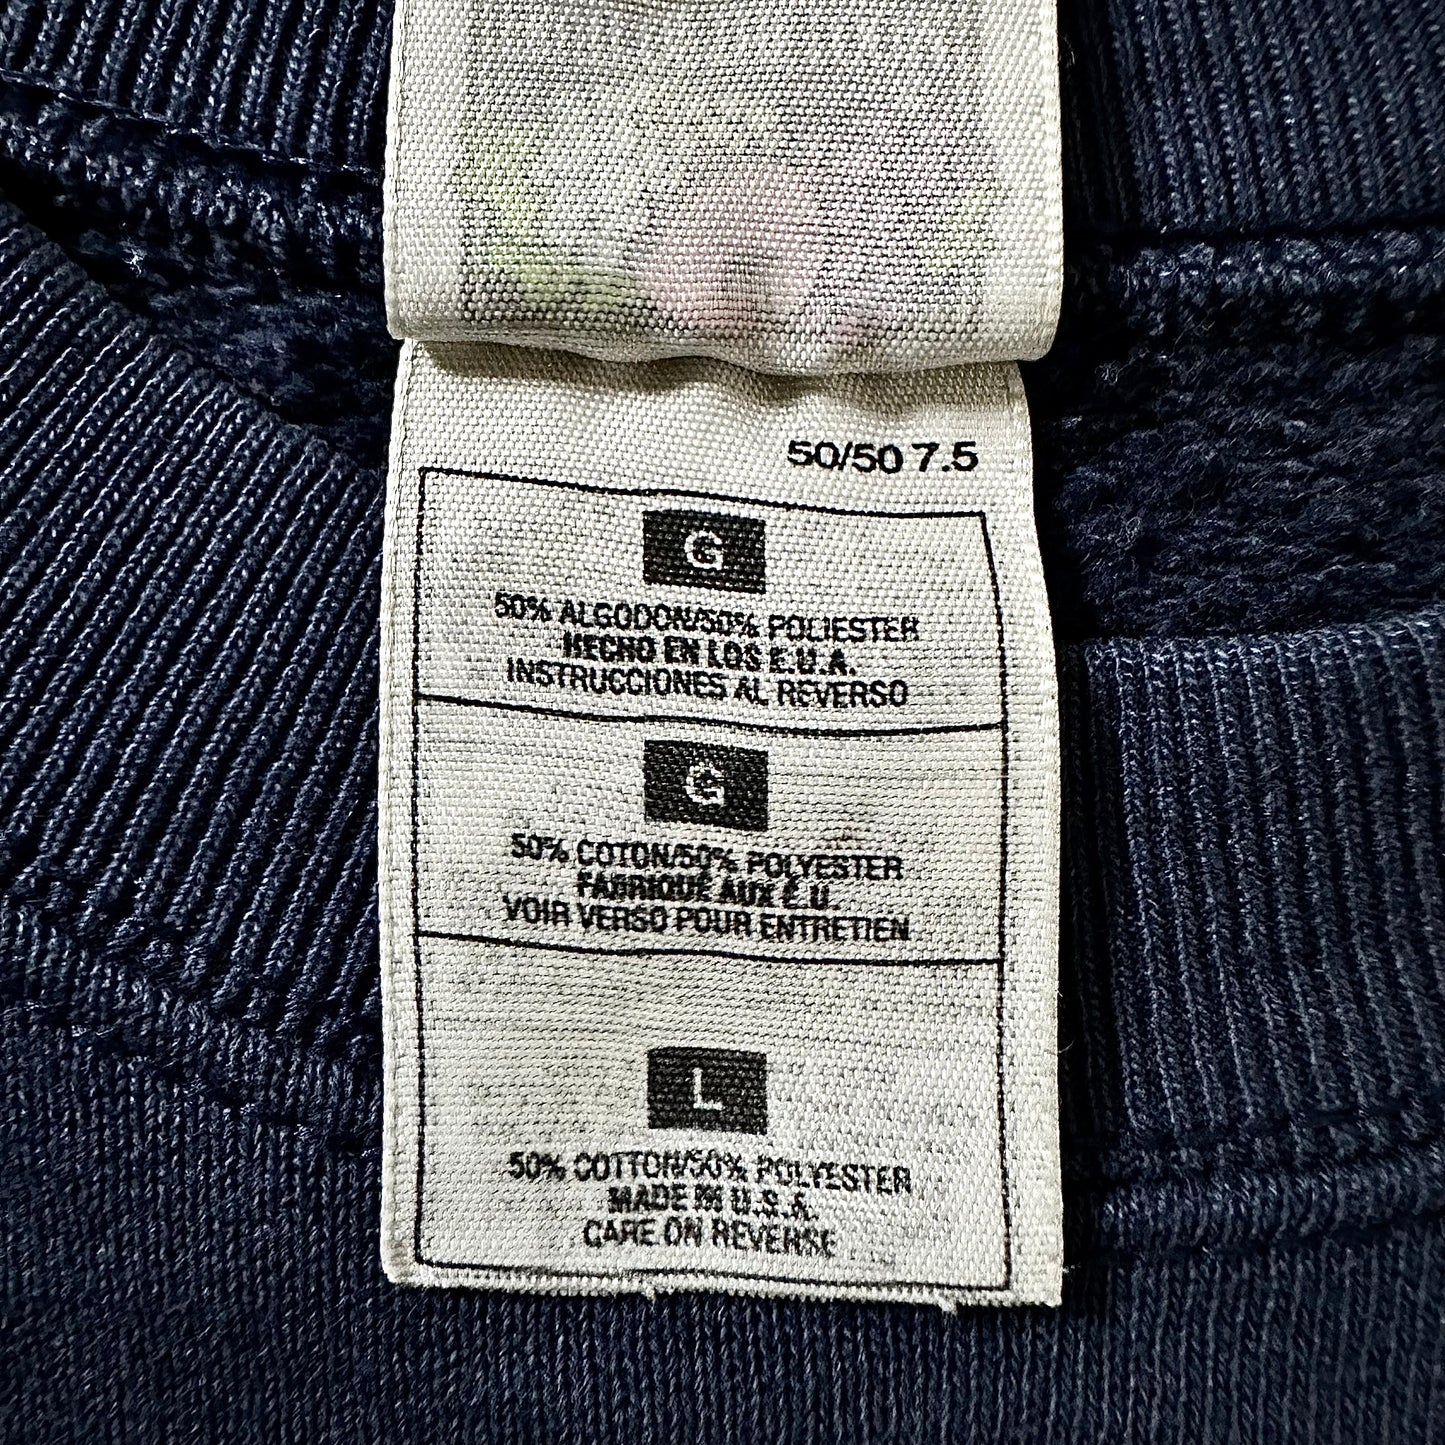 50/50 7.5
G
50% ALGODON/50% POLIESTER
HECHO EN LOS E.U.A.
INSTRUCCIONES AL REVERSO
G
50% COTON/50% POLYESTER
FABRIQUÉ AUX É.U.
VOIR VERSO POUR ENTRETIEN
L
50% COTTON/50% POLYESTER
MADE IN U.S.A.
CARE ON REVERSE